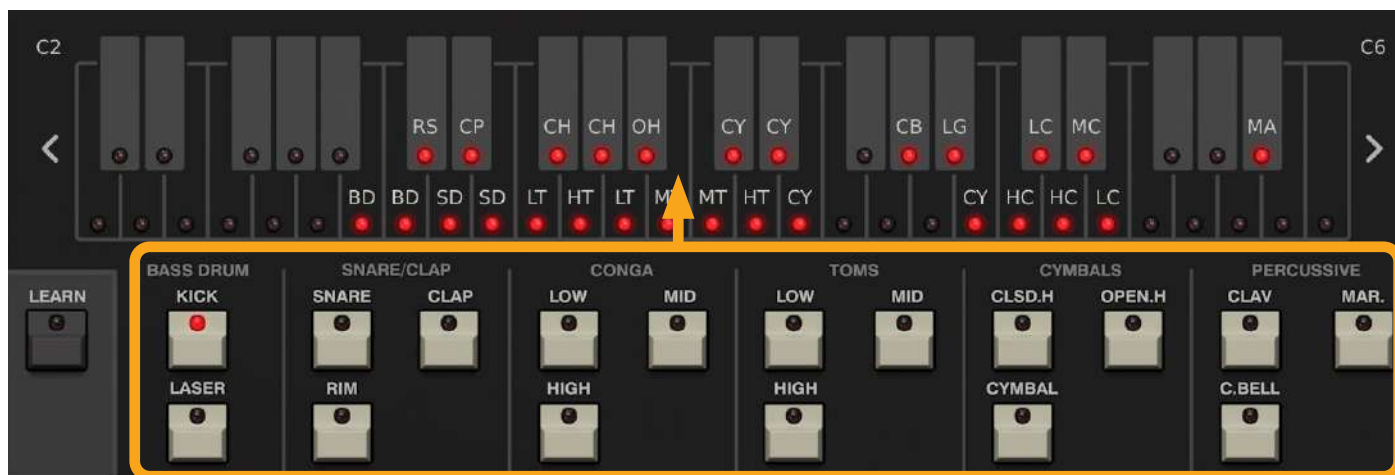 C2 C6
RS CP CH CH OH CY CY CB LG LC MC MA
BD BD SD SD LT HT LT MT MT HT CY CY HC HC LC
BASS DRUM SNARE/CLAP CONGA TOMS CYMBALS PERCUSSIVE
LEARN KICK SNARE CLAP LOW MID LOW MID CLSD.H OPEN.H CLAV MAR.
LASER RIM HIGH HIGH CYMBAL C.BELL